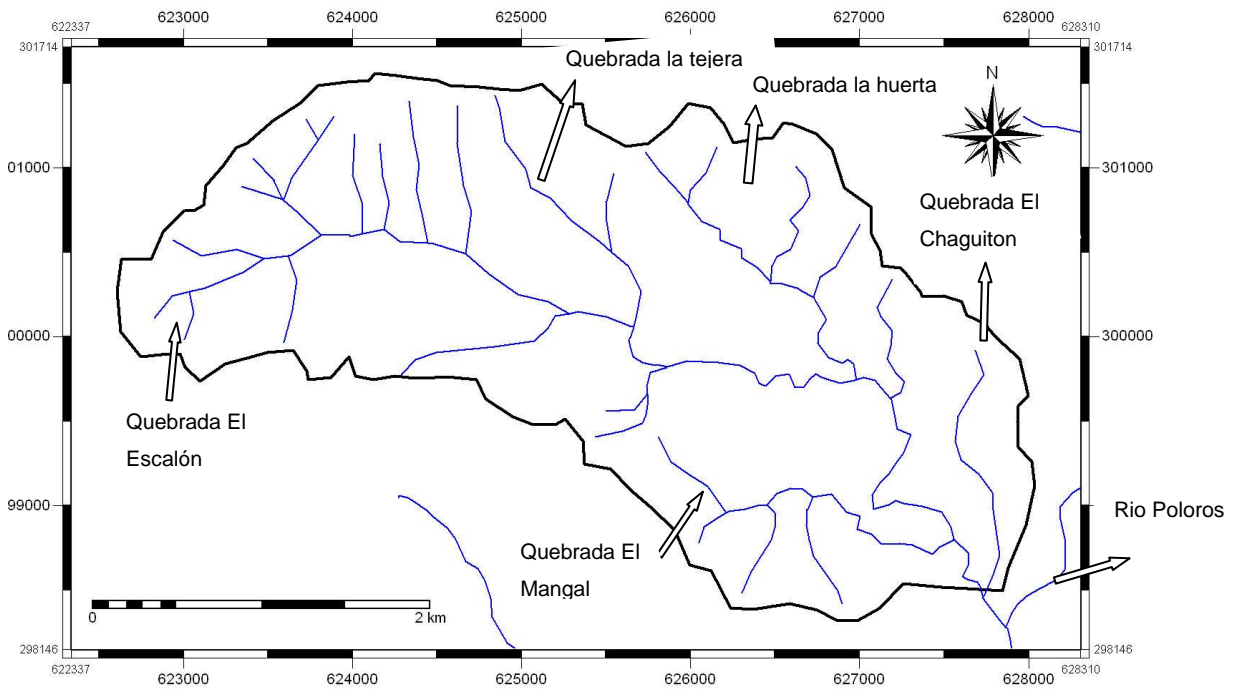 623000 624000 625000 626000 627000 628000
622337 628310
301714 301714
Quebrada la tejera
Quebrada la huerta
N
01000 301000
Quebrada El
Chaguiton
00000 300000
Quebrada El
Escalón
99000 299000
Rio Poloros
Quebrada El
Mangal
0 2 km
298146 298146
622337 628310
623000 624000 625000 626000 627000 628000